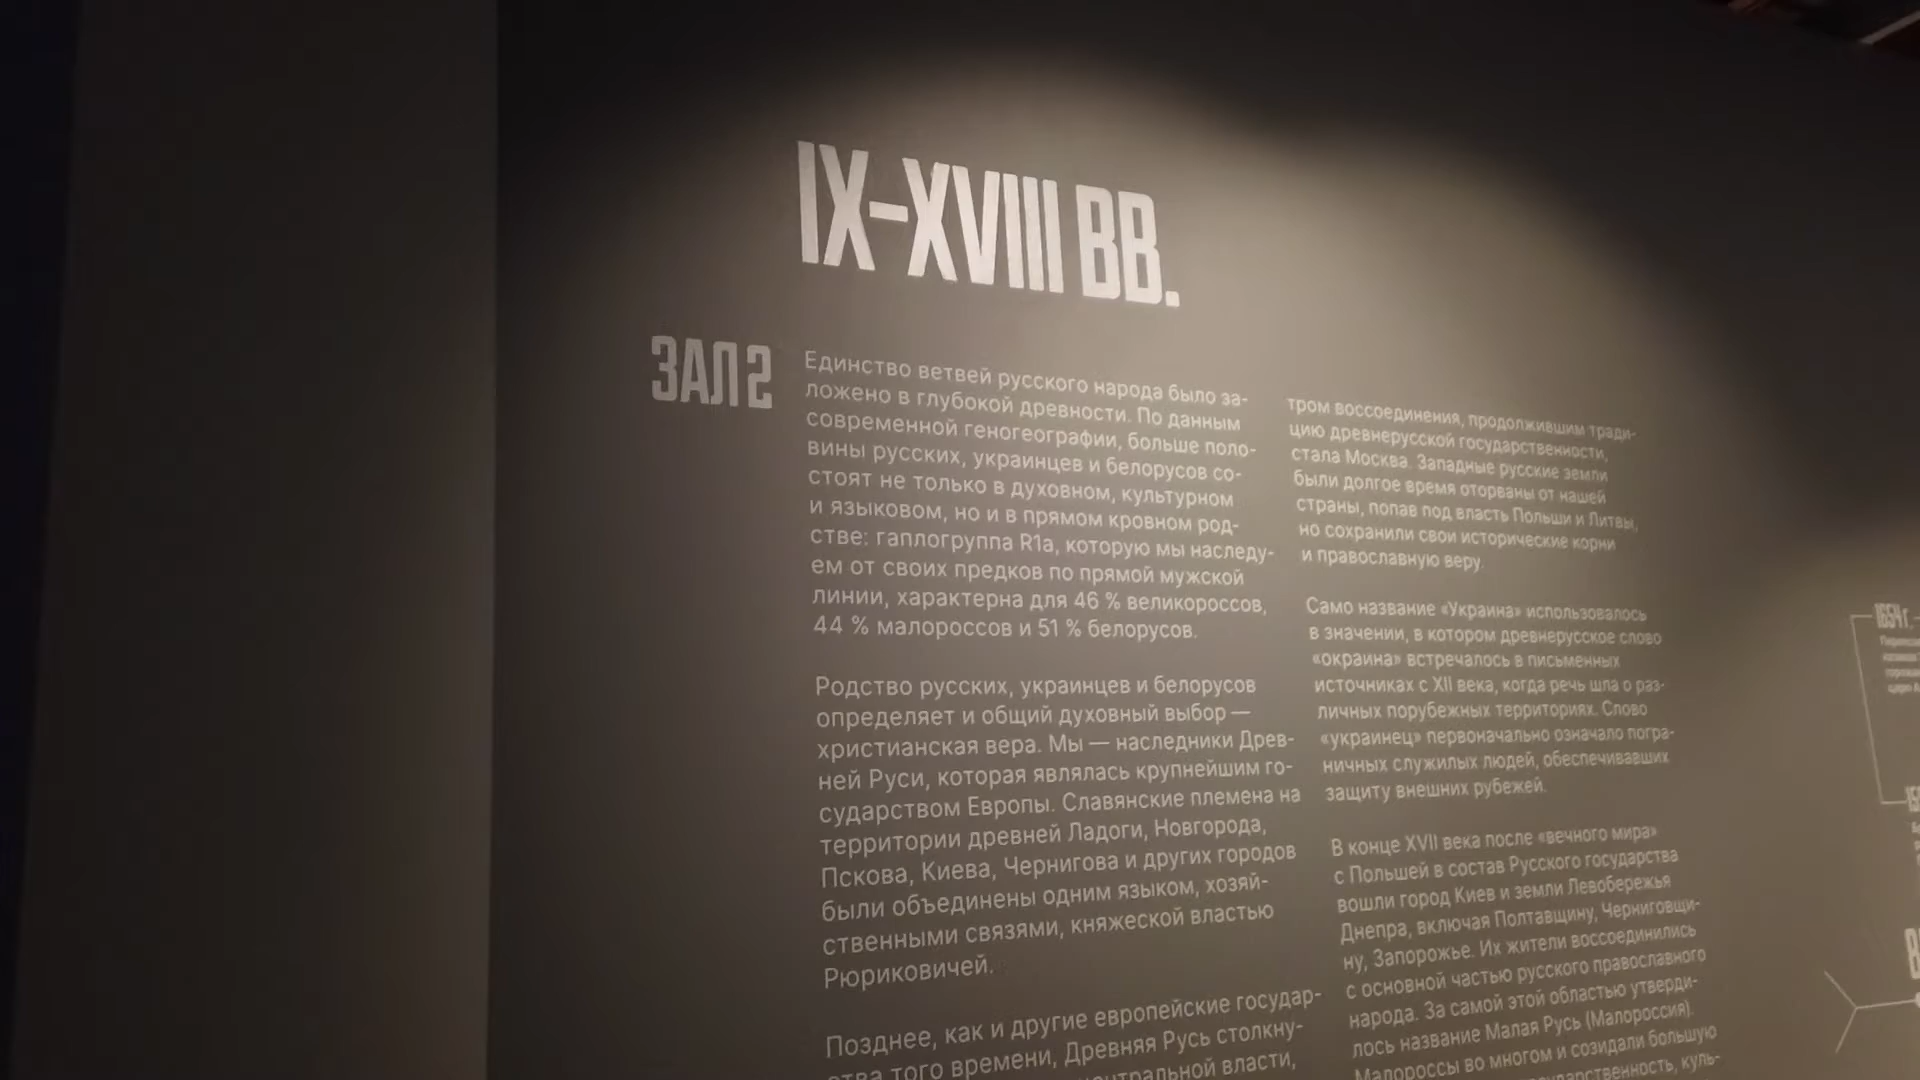 IX–XVIII ВВ.
ЗАЛ 2
Единство ветвей русского народа было за-
ложено в глубокой древности. По данным
современной геногеографии, больше поло-
вины русских, украинцев и белорусов со-
стоят не только в духовном, культурном
и языковом, но и в прямом кровном род-
стве: гаплогруппа R1a, которую мы наследу-
ем от своих предков по прямой мужской
линии, характерна для 46 % великороссов,
44 % малороссов и 51 % белорусов.
Родство русских, украинцев и белорусов
определяет и общий духовный выбор —
христианская вера. Мы — наследники Древ-
ней Руси, которая являлась крупнейшим го-
сударством Европы. Славянские племена на
территории древней Ладоги, Новгорода,
Пскова, Киева, Чернигова и других городов
были объединены одним языком, хозяй-
ственными связями, княжеской властью
Рюриковичей.
Позднее, как и другие европейские государ-
ства того времени, Древняя Русь столкну-
нтральной власти,
тром воссоединения, продолжившим тради-
цию древнерусской государственности,
стала Москва. Западные русские земли
были долгое время оторваны от нашей
страны, попав под власть Польши и Литвы,
но сохранили свои исторические корни
и православную веру.
Само название «Украина» использовалось
в значении, в котором древнерусское слово
«окраина» встречалось в письменных
источниках с XII века, когда речь шла о раз-
личных порубежных территориях. Слово
«украинец» первоначально означало погра-
ничных служилых людей, обеспечивавших
защиту внешних рубежей.
В конце XVII века после «вечного мира»
с Польшей в состав Русского государства
вошли город Киев и земли Левобережья
Днепра, включая Полтавщину, Черниговщи-
ну, Запорожье. Их жители воссоединились
с основной частью русского православного
народа. За самой этой областью утверди-
лось название Малая Русь (Малороссия).
Малороссы во многом и созидали большую
сударственность, куль-
1654 г.